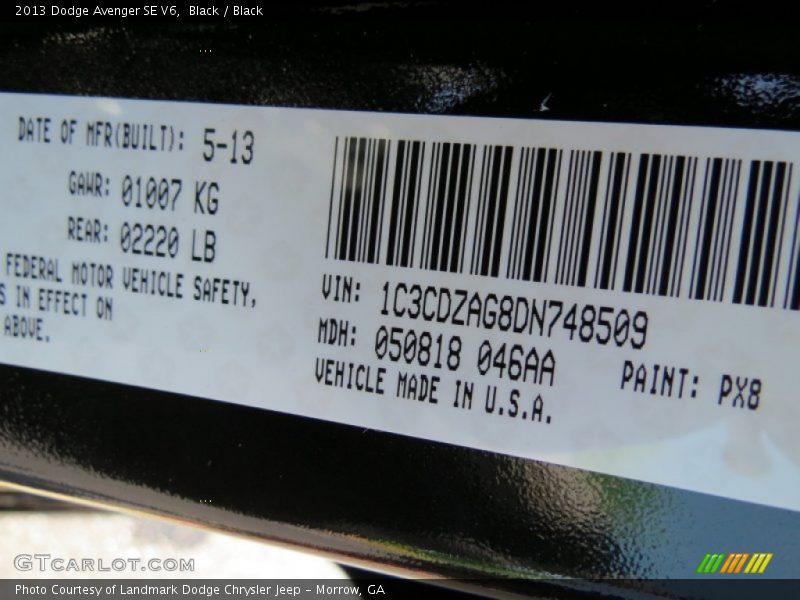 2013 Dodge Avenger SE V6,  Black / Black
DATE OF MFR(BUILT): 5-13
GAWR: 01007 KG
REAR: 02220 LB
FEDERAL MOTOR VEHICLE SAFETY,
S IN EFFECT ON
ABOVE.
VIN: 1C3CDZAG8DN748509
MDH: 050818 046AA
PAINT: PX8
VEHICLE MADE IN U.S.A.
GTCARLOT.COM
Photo Courtesy of Landmark Dodge Chrysler Jeep – Morrow, GA